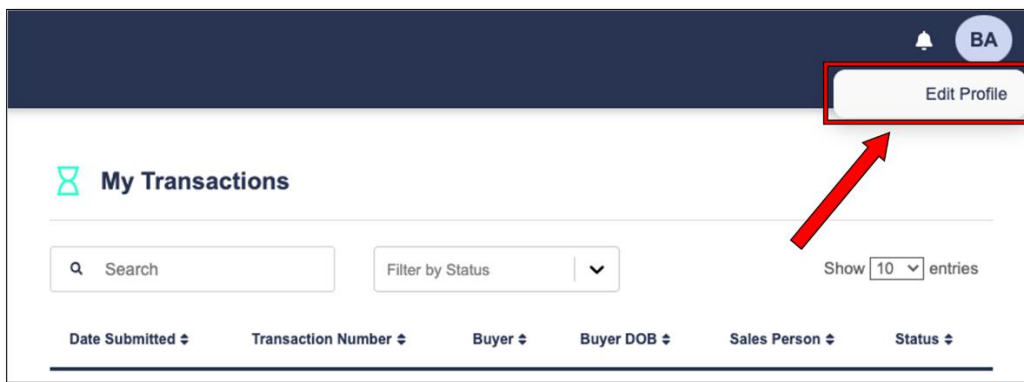 BA
Edit Profile
My Transactions
Search
Filter by Status
Show 10 entries
Date Submitted Transaction Number Buyer Buyer DOB Sales Person Status